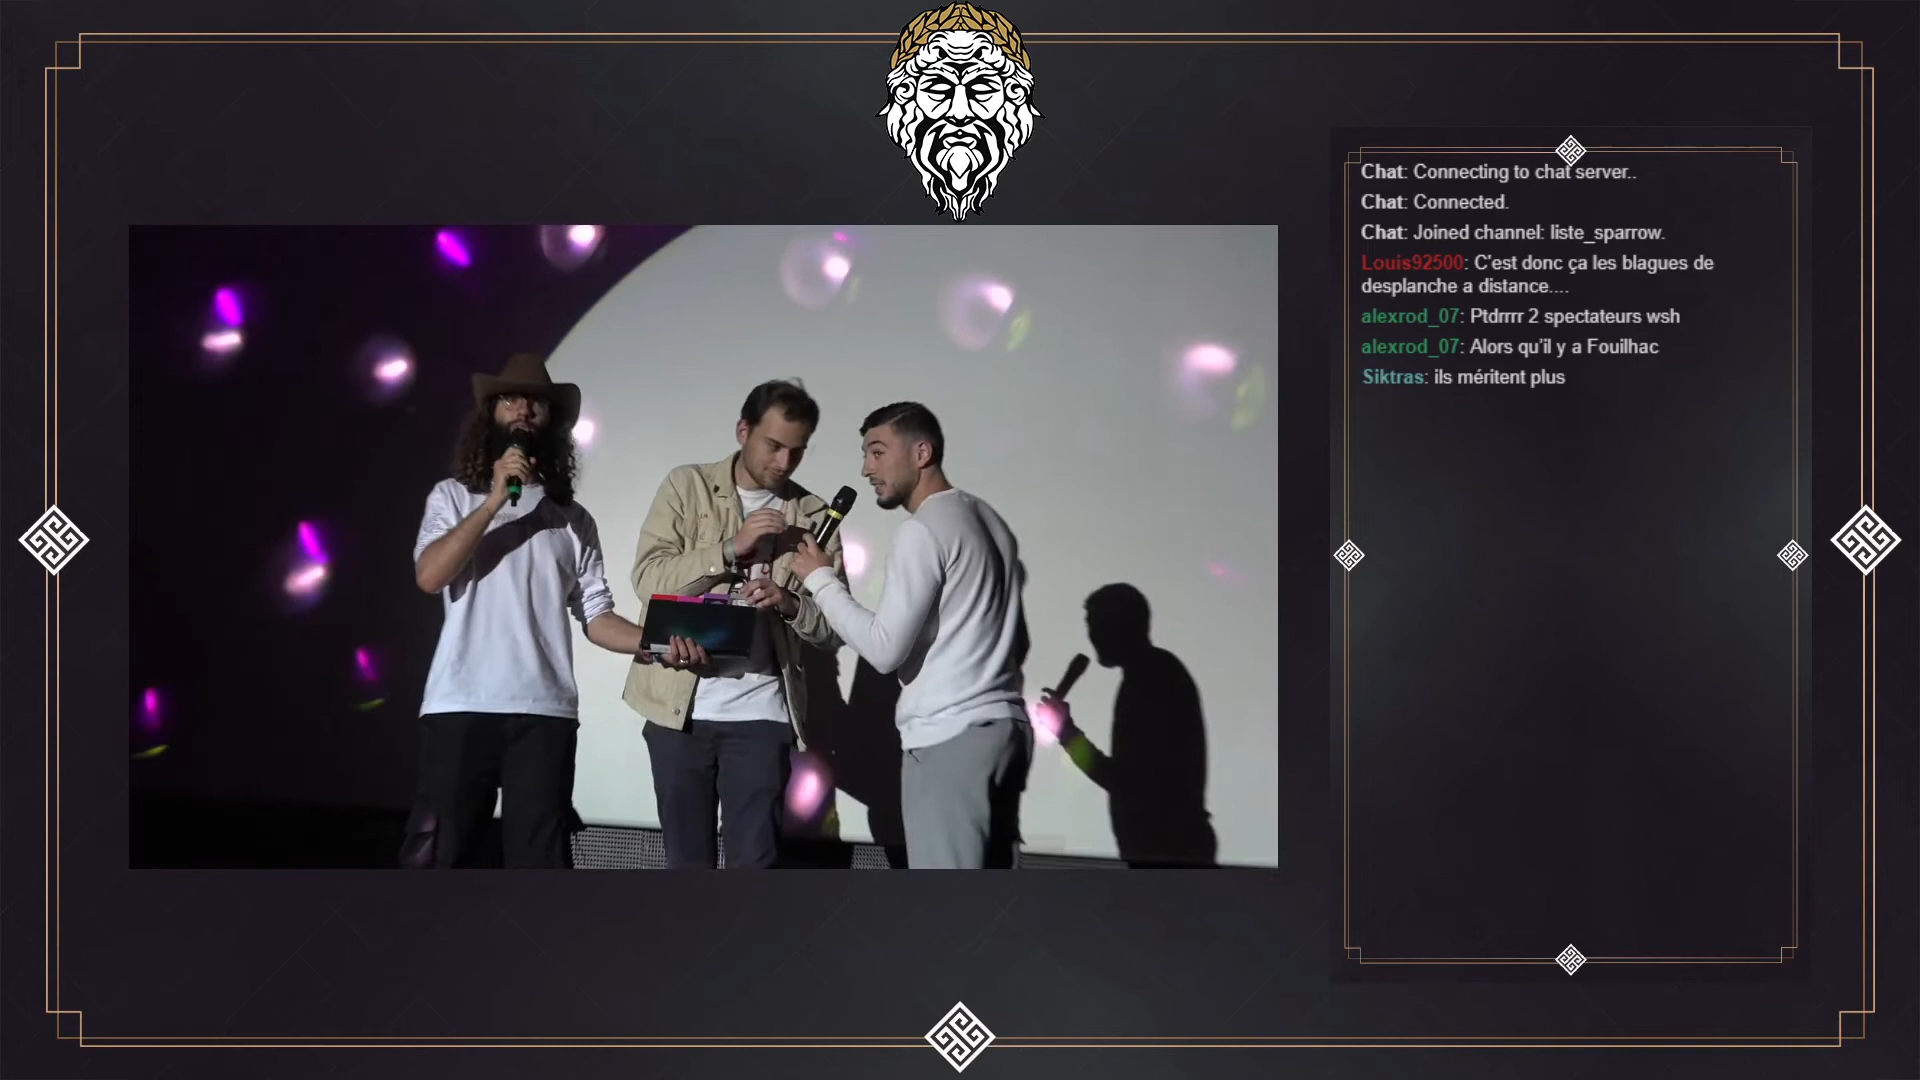 Chat: Connecting to chat server..
Chat: Connected.
Chat: Joined channel: liste_sparrow.
Louis92500: C'est donc ça les blagues de
desplanche a distance....
alexrod_07: Ptdrrrr 2 spectateurs wsh
alexrod_07: Alors qu'il y a Fouilhac
Siktras: ils méritent plus